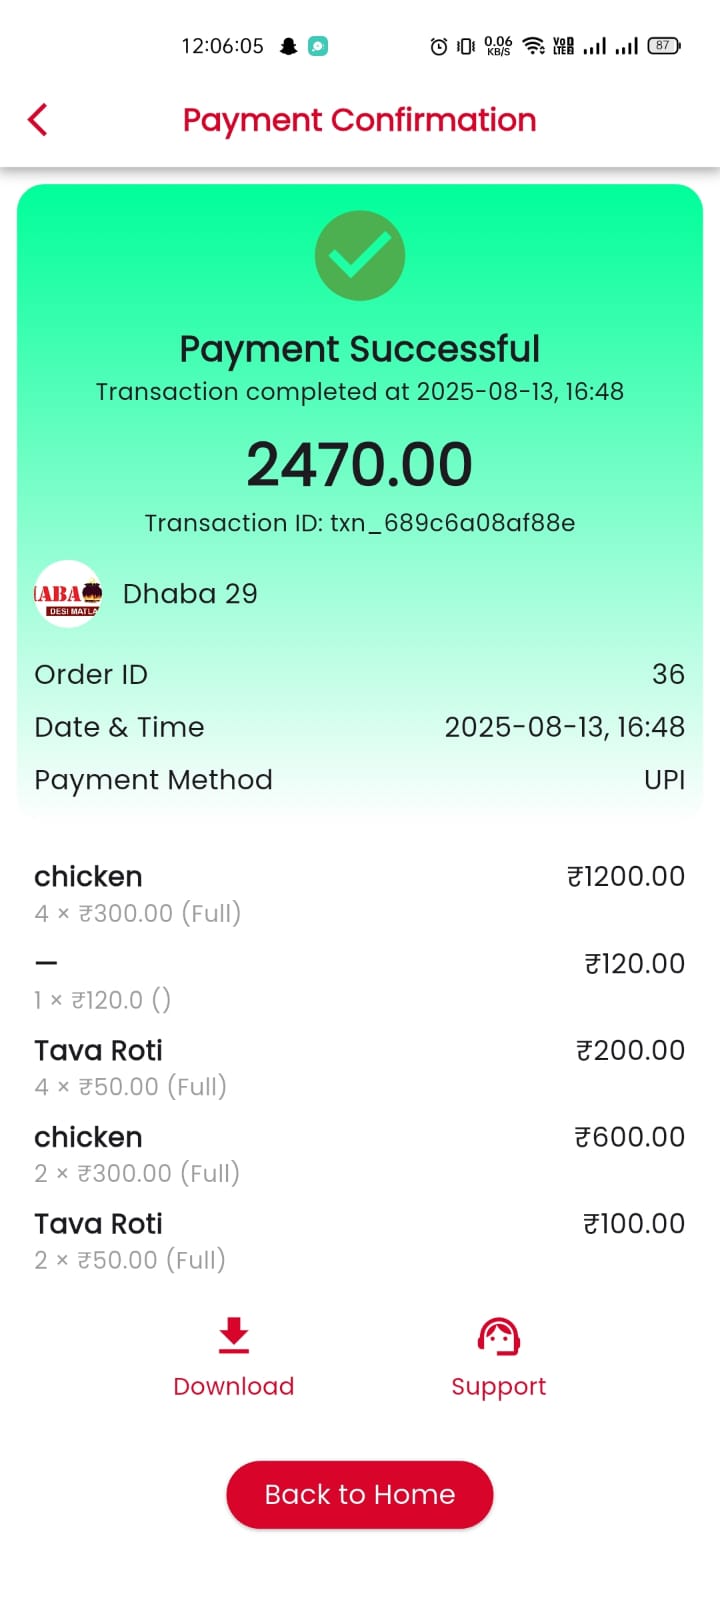 12:06:05 0.06 KB/S VoD LTE2 87
Payment Confirmation
Payment Successful
Transaction completed at 2025-08-13, 16:48
2470.00
Transaction ID: txn_689c6a08af88e
ABA
DESI MATLA
Dhaba 29
Order ID 36
Date & Time 2025-08-13, 16:48
Payment Method UPI
chicken ₹1200.00
4 × ₹300.00 (Full)
— ₹120.00
1 × ₹120.0 ()
Tava Roti ₹200.00
4 × ₹50.00 (Full)
chicken ₹600.00
2 × ₹300.00 (Full)
Tava Roti ₹100.00
2 × ₹50.00 (Full)
Download Support
Back to Home